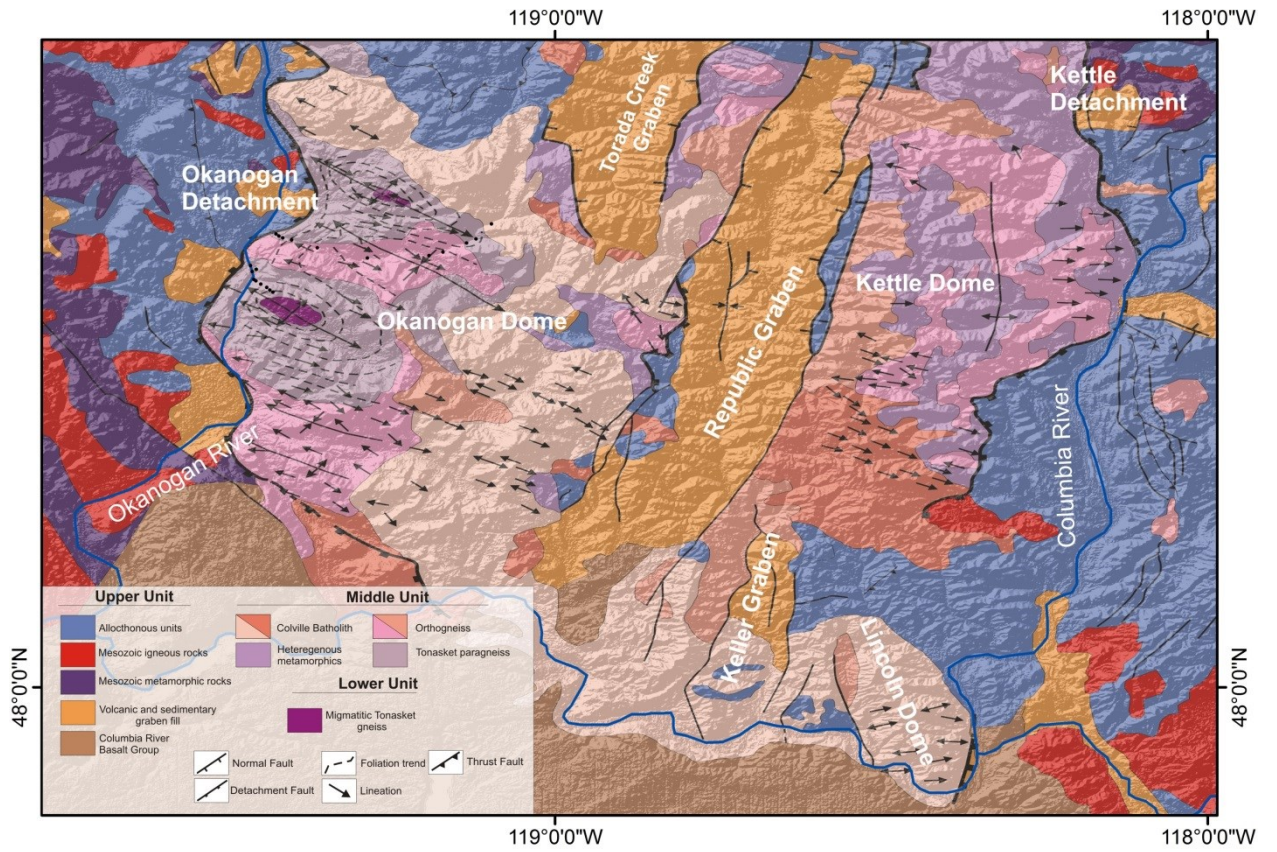 119°0'0"W
118°0'0"W
Okanogan
Detachment
Torada Creek
Graben
Kettle
Detachment
Okanogan Dome
Republic Graben
Kettle Dome
Okanogan River
Columbia River
Keller Graben
Lincoln Dome
48°0'0"N
48°0'0"N
Upper Unit
Allocthonous units
Mesozoic igneous rocks
Mesozoic metamorphic rocks
Volcanic and sedimentary
graben fill
Columbia River
Basalt Group
Middle Unit
Colville Batholith
Orthogneiss
Heterogenous
metamorphics
Tonasket paragneiss
Lower Unit
Migmatitic Tonasket
gneiss
Normal Fault
Foliation trend
Thrust Fault
Detachment Fault
Lineation
119°0'0"W
118°0'0"W